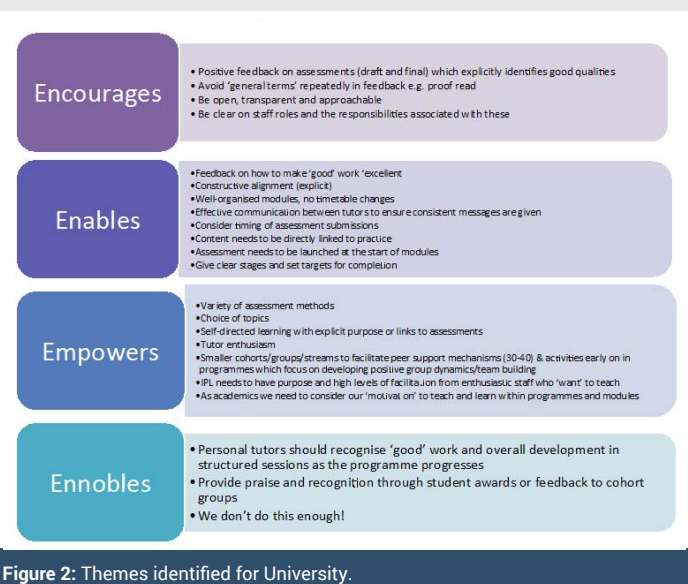 Encourages
• Positive feedback on assessments (draft and final) which explicitly identifies good qualities
• Avoid ‘general terms’ repeatedly in feedback e.g. proof read
• Be open, transparent and approachable
• Be clear on staff roles and the responsibilities associated with these
Enables
•Feedback on how to make ‘good’ work ‘excellent
•Constructive alignment (explicit)
•Well-organised modules, no timetable changes
•Effective communication between tutors to ensure consistent messages are given
•Consider timing of assessment submissions
•Content needs to be directly linked to practice
•Assessment needs to be launched at the start of modules
•Give clear stages and set targets for completion
Empowers
•Variety of assessment methods
•Choice of topics
•Self-directed learning with explicit purpose or links to assessments
•Tutor enthusiasm
•Smaller cohorts/groups/streams to facilitate peer support mechanisms (30-40) & activities early on in
programmes which focus on developing positive group dynamics/team building
•IPL needs to have purpose and high levels of facilitation from enthusiastic staff who ‘want’ to teach
•As academics we need to consider our ‘motivation’ to teach and learn within programmes and modules
Ennobles
• Personal tutors should recognise ‘good’ work and overall development in
structured sessions as the programme progresses
• Provide praise and recognition through student awards or feedback to cohort
groups
• We don’t do this enough!
Figure 2: Themes identified for University.